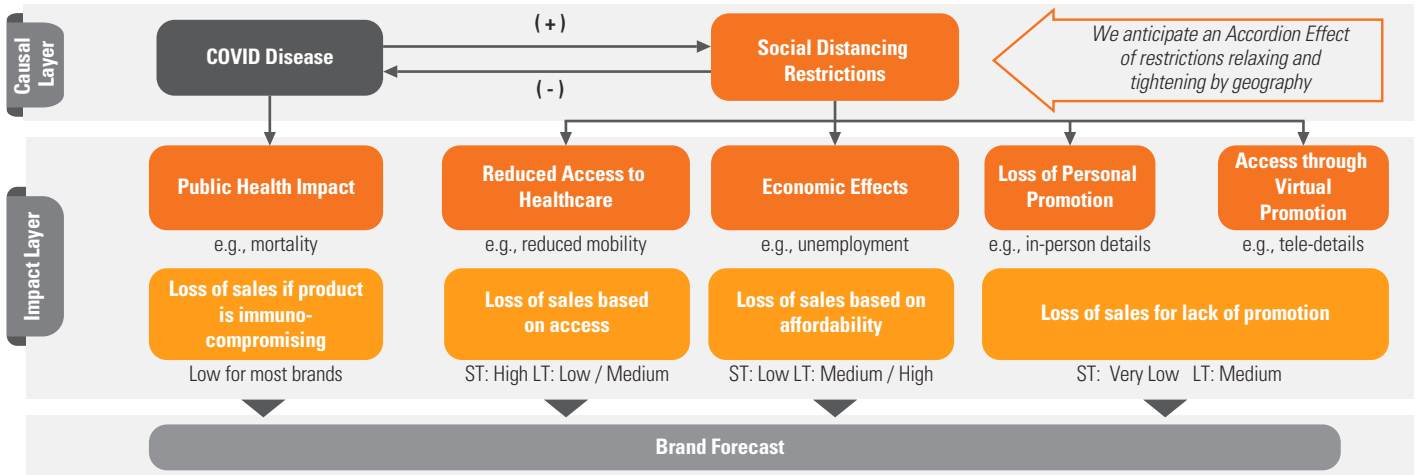 Causal
Layer
COVID Disease
( + )
( - )
Social Distancing
Restrictions
We anticipate an Accordion Effect
of restrictions relaxing and
tightening by geography
Impact Layer
Public Health Impact
e.g., mortality
Reduced Access to
Healthcare
e.g., reduced mobility
Economic Effects
e.g., unemployment
Loss of Personal
Promotion
e.g., in-person details
Access through
Virtual
Promotion
e.g., tele-details
Loss of sales if product
is immuno-
compromising
Low for most brands
Loss of sales based
on access
ST: High LT: Low / Medium
Loss of sales based on
affordability
ST: Low LT: Medium / High
Loss of sales for lack of promotion
ST: Very Low LT: Medium
Brand Forecast